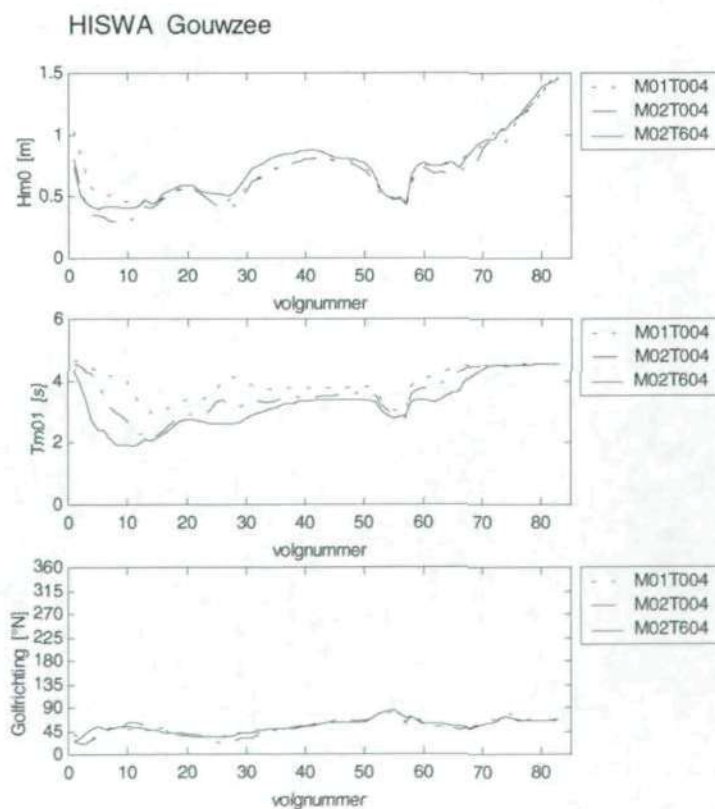 HISWA Gouwzee
1.5
1
0.5
0
Hm0 [m]
0 10 20 30 40 50 60 70 80
volgnummer
M01T004
M02T004
M02T604
6
4
2
0
Tm01 [s]
0 10 20 30 40 50 60 70 80
volgnummer
M01T004
M02T004
M02T604
360
315
270
225
180
135
90
45
0
Golfrichting [°N]
0 10 20 30 40 50 60 70 80
volgnummer
M01T004
M02T004
M02T604